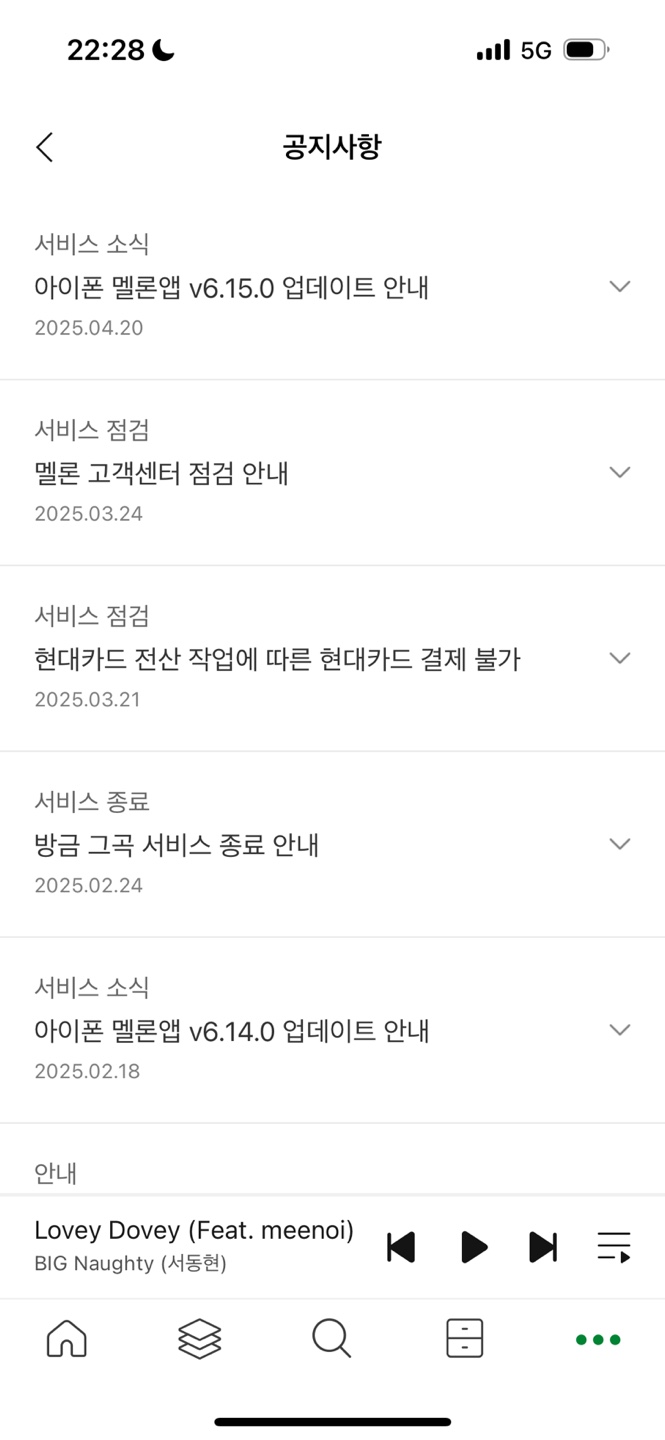 22:28
5G
공지사항
서비스 소식
아이폰 멜론앱 v6.15.0 업데이트 안내
2025.04.20
서비스 점검
멜론 고객센터 점검 안내
2025.03.24
서비스 점검
현대카드 전산 작업에 따른 현대카드 결제 불가
2025.03.21
서비스 종료
방금 그곡 서비스 종료 안내
2025.02.24
서비스 소식
아이폰 멜론앱 v6.14.0 업데이트 안내
2025.02.18
안내
Lovey Dovey (Feat. meenoi)
BIG Naughty (서동현)